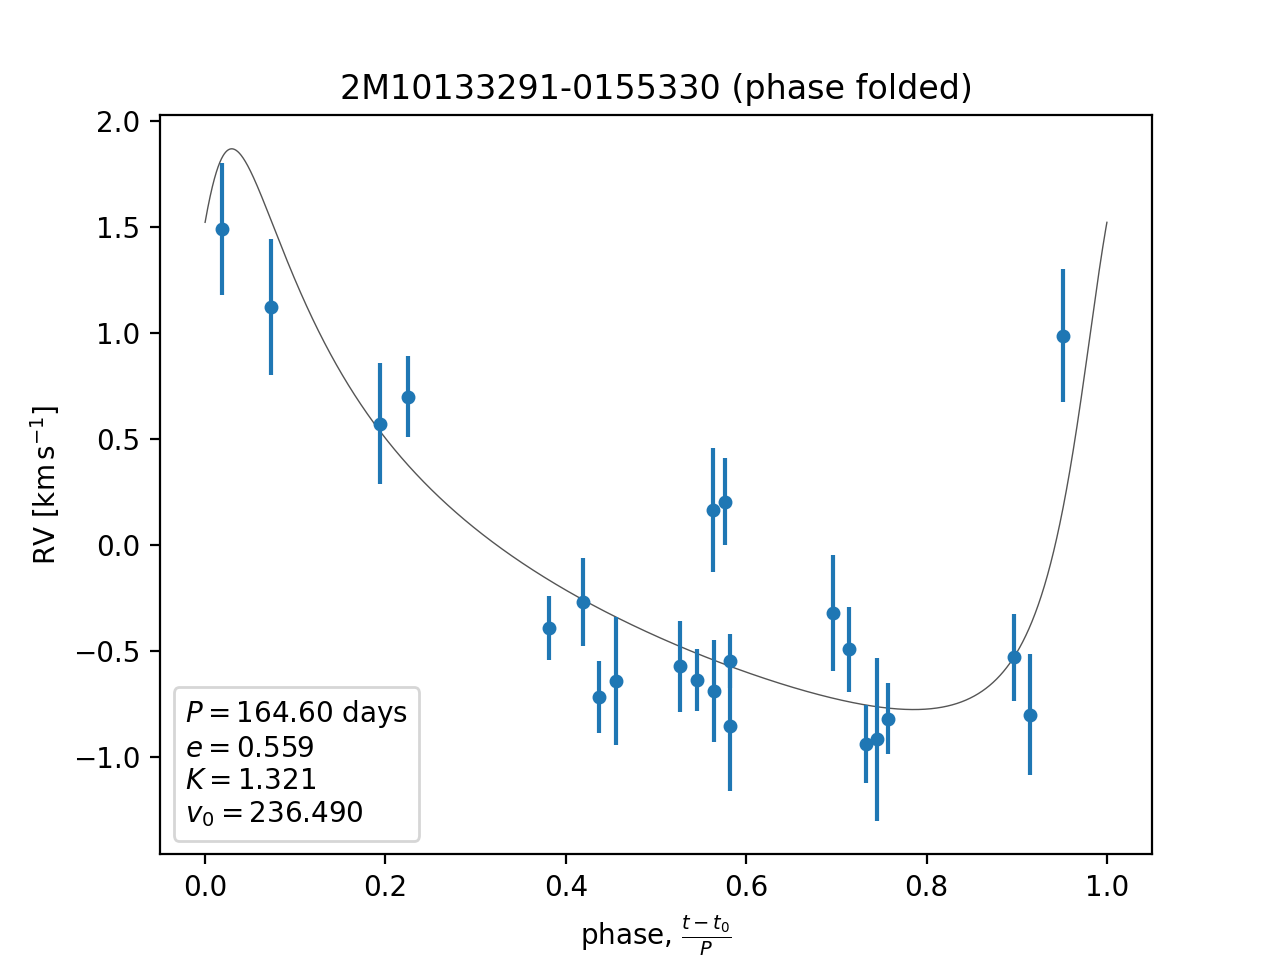 2M10133291-0155330 (phase folded)
2.0
1.5
1.0
0.5
0.0
−0.5
−1.0
RV [km s⁻¹]
P = 164.60 days
e = 0.559
K = 1.321
v₀ = 236.490
0.0 0.2 0.4 0.6 0.8 1.0
phase, (t − t₀)/P